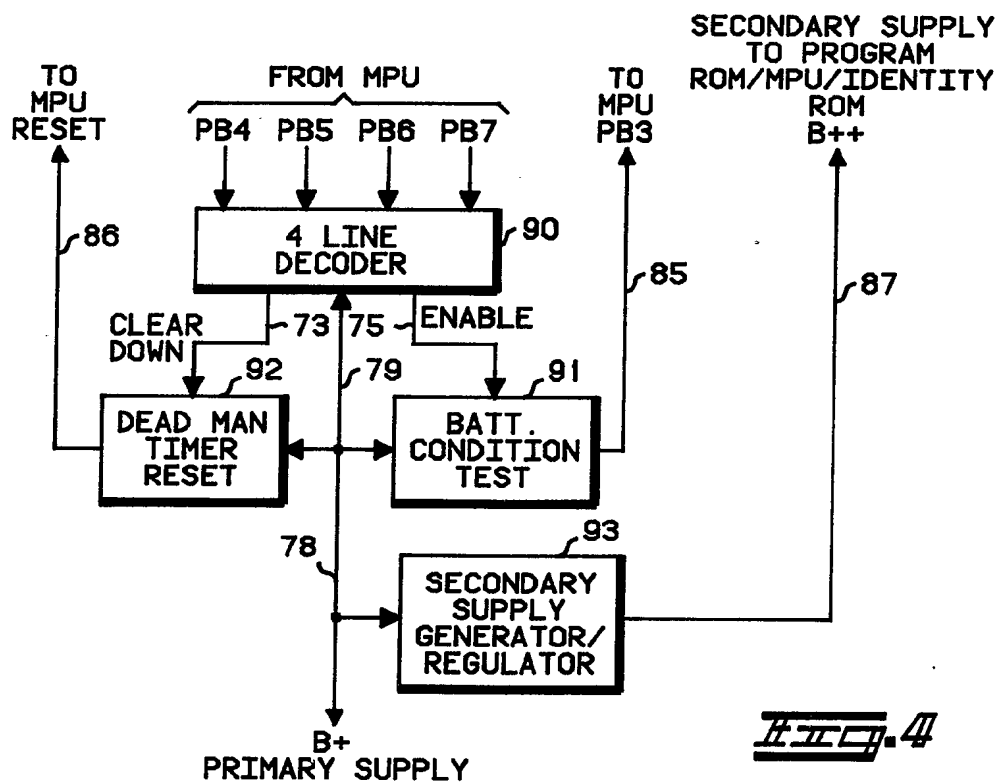 SECONDARY SUPPLY
TO PROGRAM
ROM/MPU/IDENTITY
ROM
B++
TO
MPU
RESET
FROM MPU
PB4 PB5 PB6 PB7
TO
MPU
PB3
86
4 LINE
DECODER
90
85
87
CLEAR
DOWN
73
75
ENABLE
79
92
DEAD MAN
TIMER
RESET
91
BATT.
CONDITION
TEST
78
93
SECONDARY
SUPPLY
GENERATOR/
REGULATOR
B+
PRIMARY SUPPLY
Fig. 4